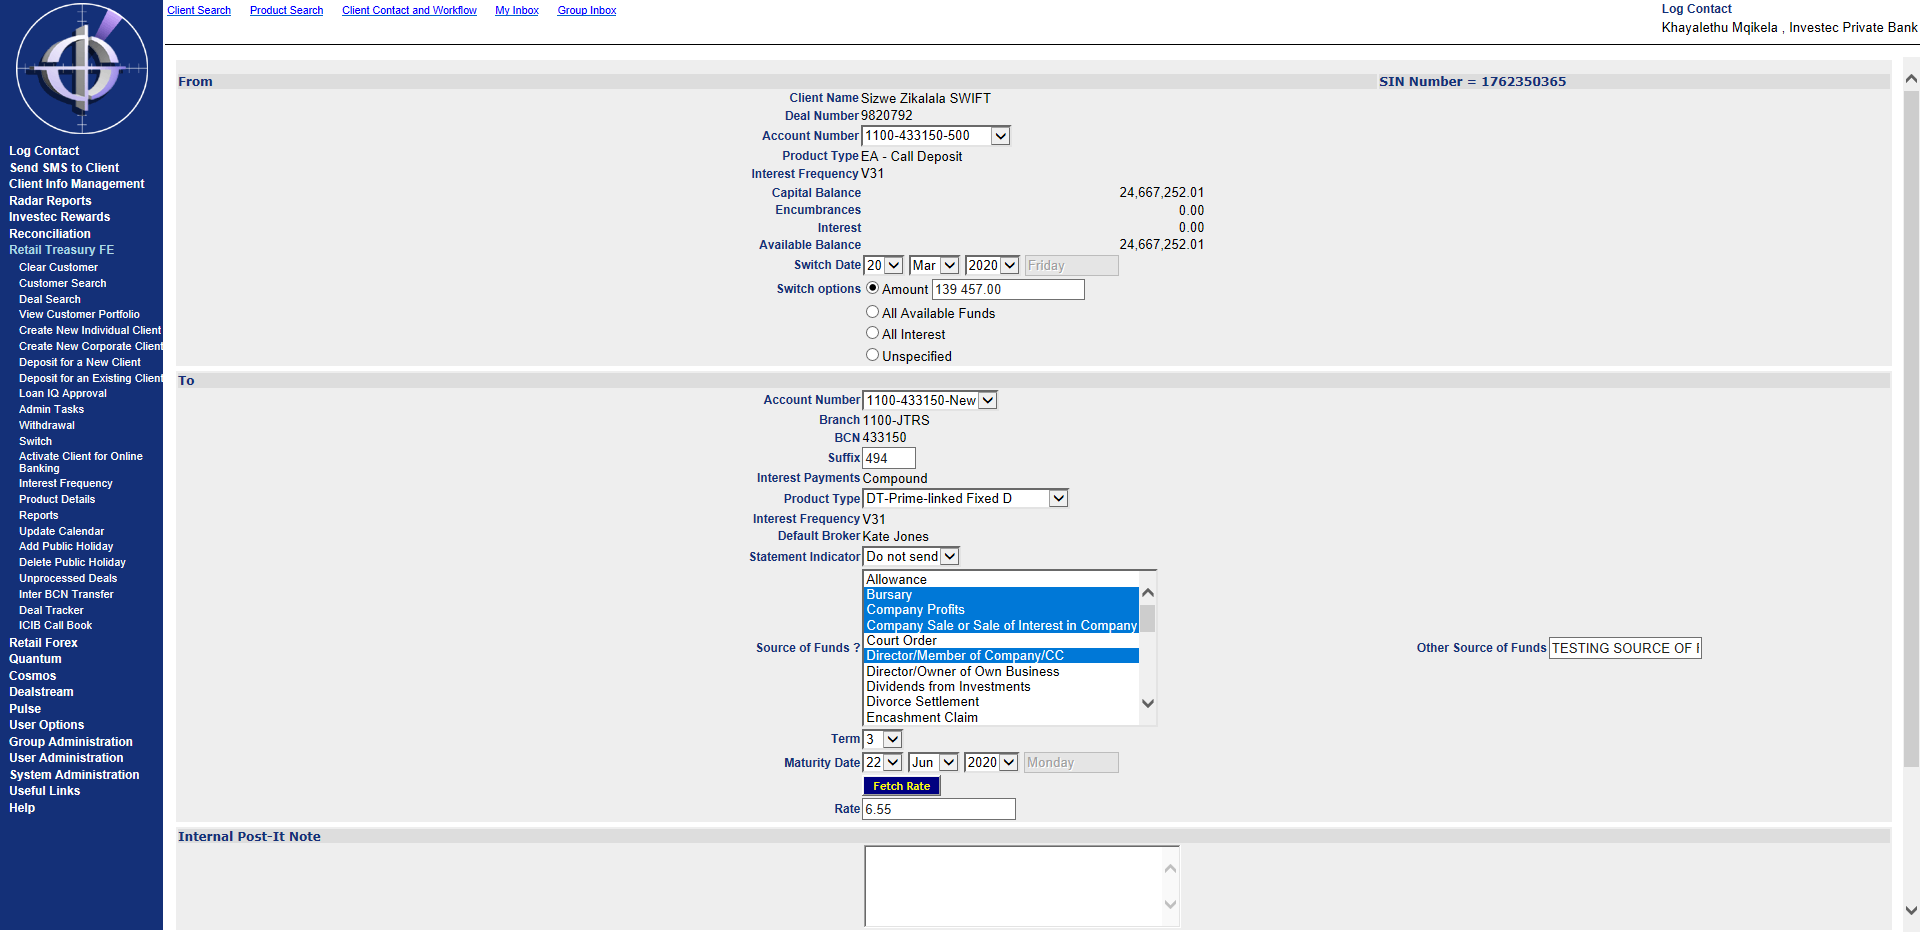 Client Search Product Search Client Contact and Workflow My Inbox Group Inbox
Log Contact
Khayalethu Mqikela , Investec Private Bank
Log Contact
Send SMS to Client
Client Info Management
Radar Reports
Investec Rewards
Reconciliation
Retail Treasury FE
Clear Customer
Customer Search
Deal Search
View Customer Portfolio
Create New Individual Client
Create New Corporate Client
Deposit for a New Client
Deposit for an Existing Client
Loan IQ Approval
Admin Tasks
Withdrawal
Switch
Activate Client for Online
Banking
Interest Frequency
Product Details
Reports
Update Calendar
Add Public Holiday
Delete Public Holiday
Unprocessed Deals
Inter BCN Transfer
Deal Tracker
ICIB Call Book
Retail Forex
Quantum
Cosmos
Dealstream
Pulse
User Options
Group Administration
User Administration
System Administration
Useful Links
Help
From SIN Number = 1762350365
Client Name Sizwe Zikalala SWIFT
Deal Number 9820792
Account Number 1100-433150-500
Product Type EA - Call Deposit
Interest Frequency V31
Capital Balance 24,667,252.01
Encumbrances 0.00
Interest 0.00
Available Balance 24,667,252.01
Switch Date 20 Mar 2020 Friday
Switch options Amount 139 457.00
All Available Funds
All Interest
Unspecified
To
Account Number 1100-433150-New
Branch 1100-JTRS
BCN 433150
Suffix 494
Interest Payments Compound
Product Type DT-Prime-linked Fixed D
Interest Frequency V31
Default Broker Kate Jones
Statement Indicator Do not send
Allowance
Bursary
Company Profits
Company Sale or Sale of Interest in Company
Court Order
Director/Member of Company/CC
Director/Owner of Own Business
Dividends from Investments
Divorce Settlement
Encashment Claim
Source of Funds ?
Other Source of Funds TESTING SOURCE OF
Term 3
Maturity Date 22 Jun 2020 Monday
Fetch Rate
Rate 6.55
Internal Post-It Note